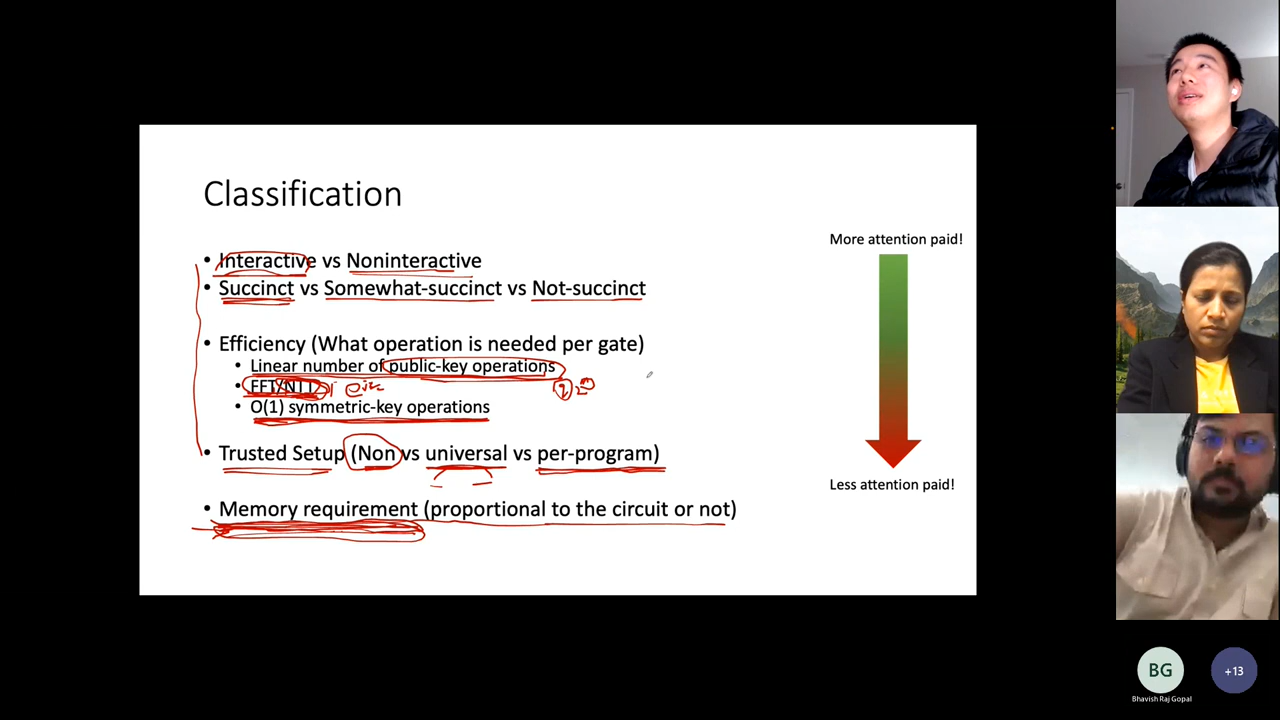 Classification
• Interactive vs Noninteractive
• Succinct vs Somewhat-succinct vs Not-succinct
• Efficiency (What operation is needed per gate)
• Linear number of public-key operations
• FFT/NTT
• O(1) symmetric-key operations
• Trusted Setup (Non vs universal vs per-program)
• Memory requirement (proportional to the circuit or not)
More attention paid!
Less attention paid!
BG
+13
Bhavish Raj Gopal